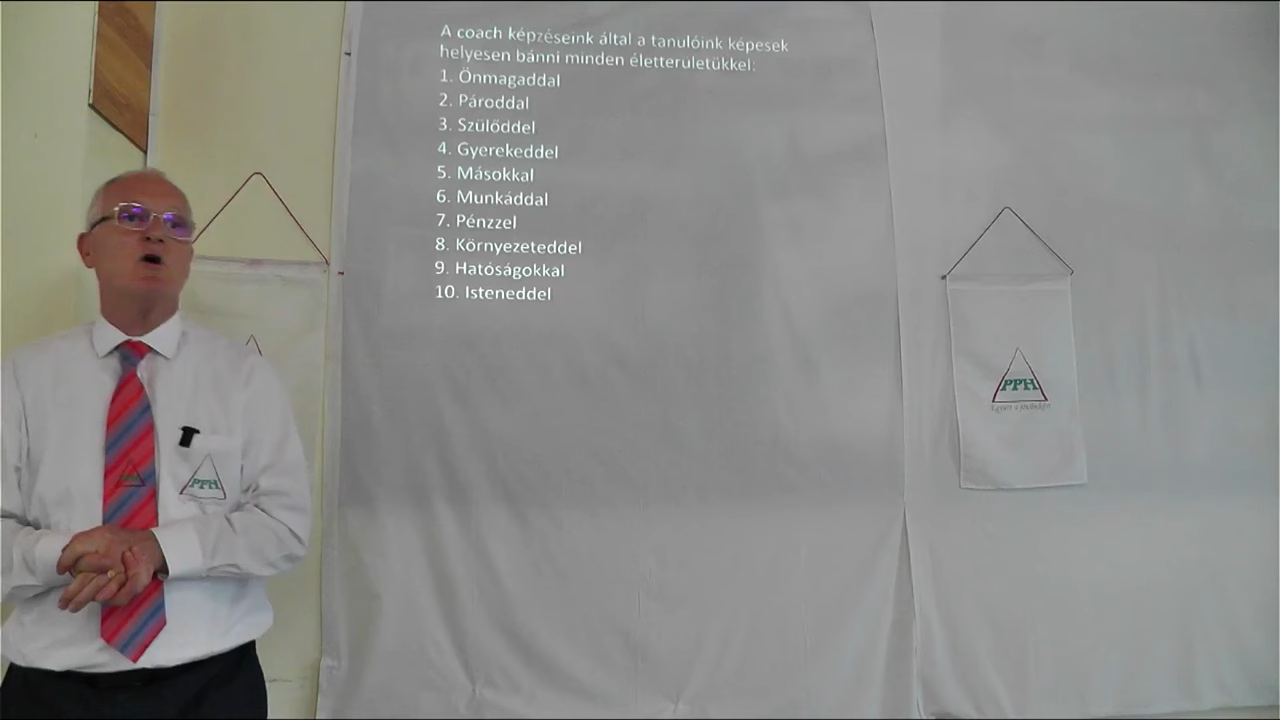 A coach képzéseink által a tanulóink képesek
helyesen bánni minden életterületükkel:
1. Önmagaddal
2. Pároddal
3. Szülőddel
4. Gyerekeddel
5. Másokkal
6. Munkáddal
7. Pénzzel
8. Környezeteddel
9. Hatóságokkal
10. Isteneddel
PPH
PPH